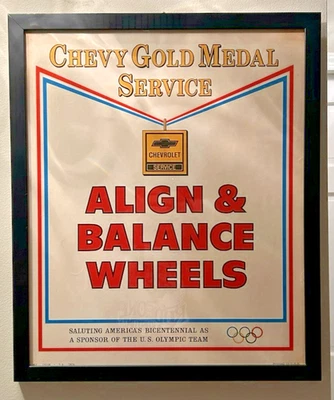 CHEVY GOLD MEDAL
SERVICE
CHEVROLET
SERVICE
ALIGN &
BALANCE
WHEELS
SALUTING AMERICA'S BICENTENNIAL AS
A SPONSOR OF THE U.S. OLYMPIC TEAM